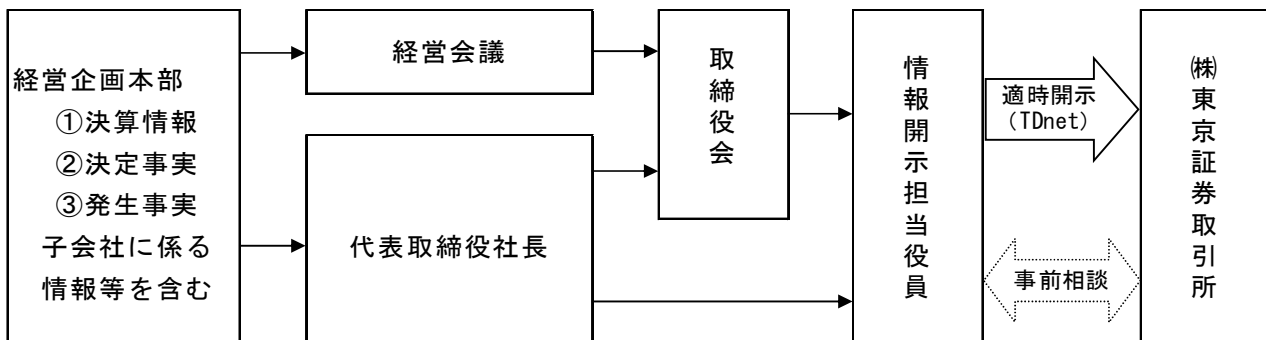 経営企画本部
①決算情報
②決定事実
③発生事実
子会社に係る
情報等を含む
経営会議
代表取締役社長
取締役会
情報開示担当役員
適時開示
（TDnet）
事前相談
㈱東京証券取引所